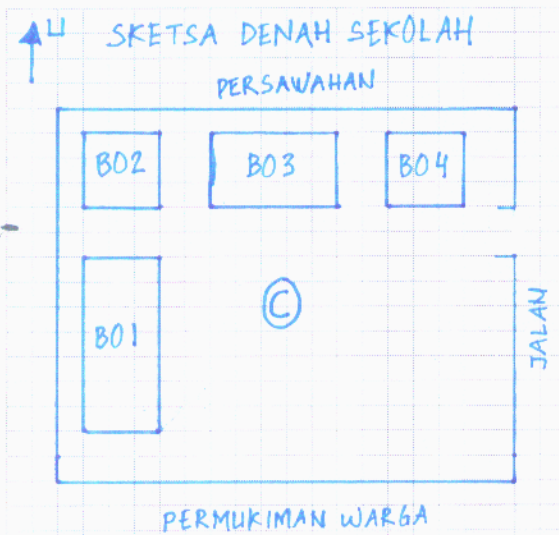 U
SKETSA DENAH SEKOLAH
PERSAWAHAN
B02 B03 B04
B01
C
JALAN
PERMUKIMAN WARGA